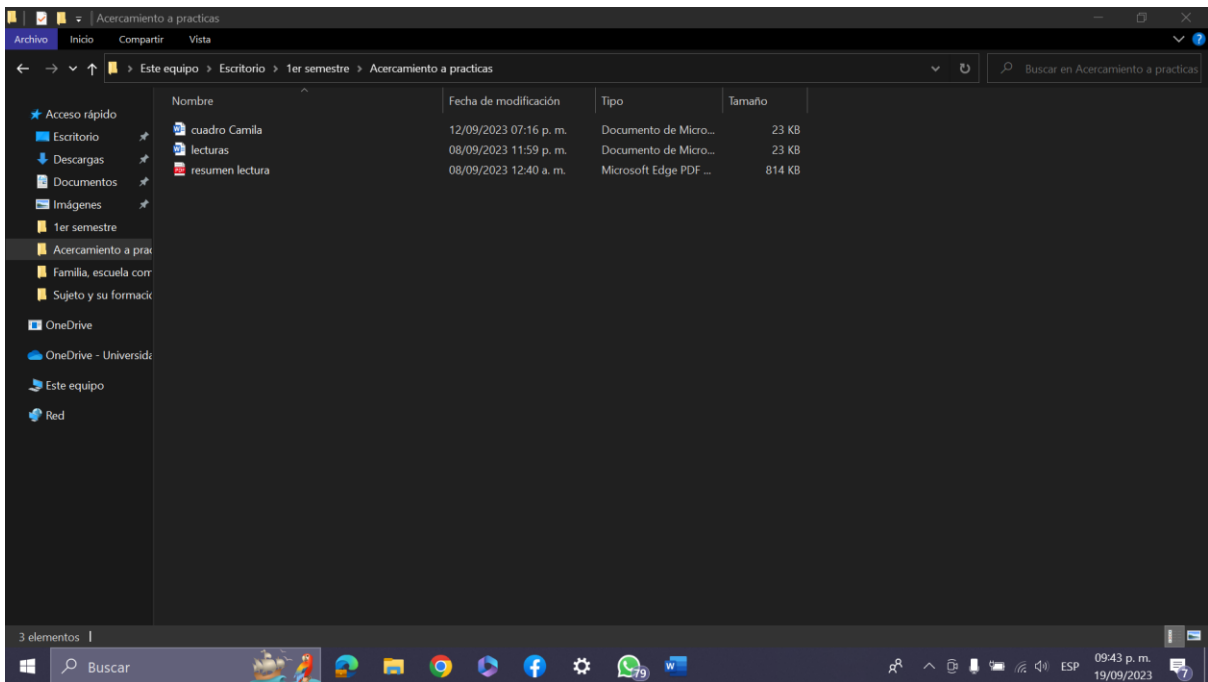 Acercamiento a practicas
Archivo Inicio Compartir Vista
Este equipo > Escritorio > 1er semestre > Acercamiento a practicas
Buscar en Acercamiento a practicas
Nombre Fecha de modificación Tipo Tamaño
cuadro Camila 12/09/2023 07:16 p. m. Documento de Micro... 23 KB
lecturas 08/09/2023 11:59 p. m. Documento de Micro... 23 KB
resumen lectura 08/09/2023 12:40 a. m. Microsoft Edge PDF ... 814 KB
Acceso rápido
Escritorio
Descargas
Documentos
Imágenes
1er semestre
Acercamiento a prac
Familia, escuela com
Sujeto y su formació
OneDrive
OneDrive - Universida
Este equipo
Red
3 elementos
Buscar
79
W
ESP
09:43 p. m.
19/09/2023
7